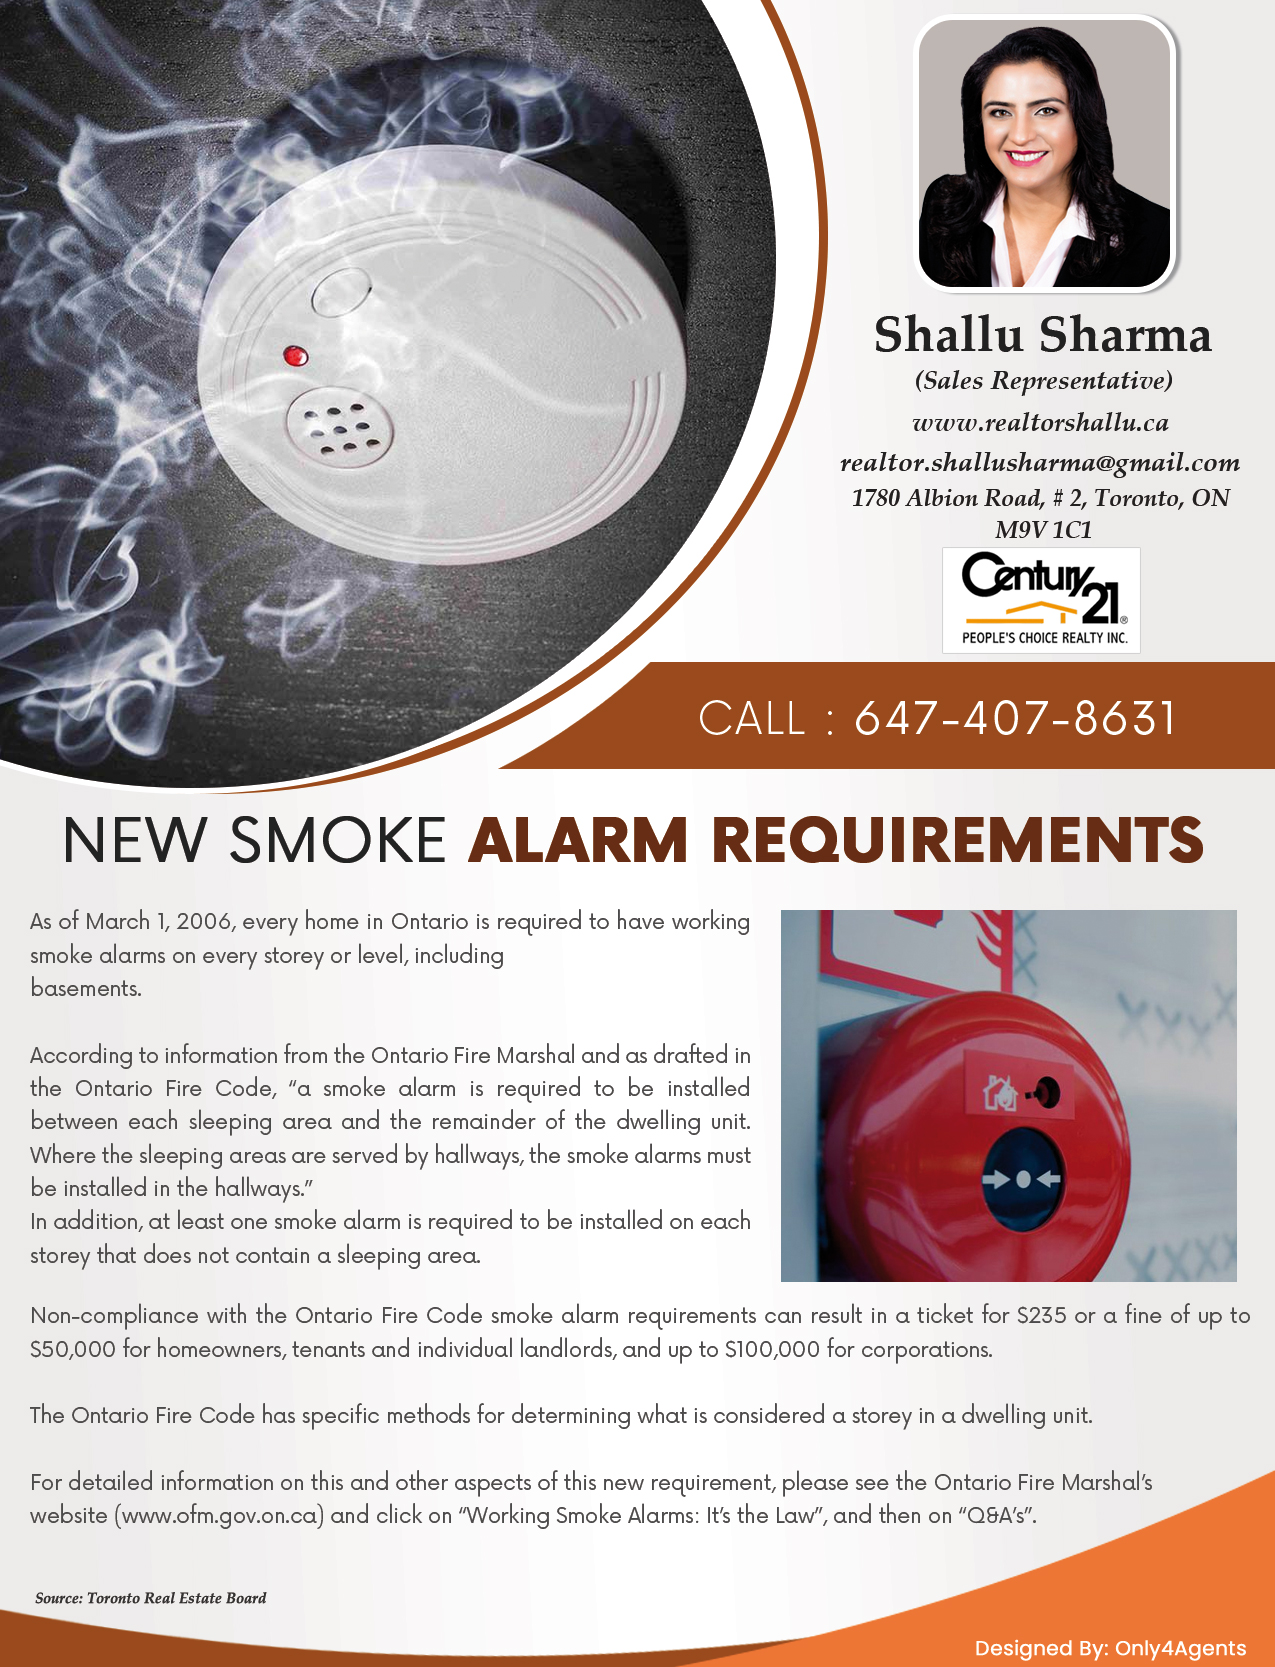 Shallu Sharma
(Sales Representative)
www.realtorshallu.ca
realtor.shallusharma@gmail.com
1780 Albion Road, # 2, Toronto, ON
M9V 1C1
Century 21®
PEOPLE'S CHOICE REALTY INC.
CALL : 647-407-8631
NEW SMOKE ALARM REQUIREMENTS
As of March 1, 2006, every home in Ontario is required to have working
smoke alarms on every storey or level, including
basements.
According to information from the Ontario Fire Marshal and as drafted in
the Ontario Fire Code, “a smoke alarm is required to be installed
between each sleeping area and the remainder of the dwelling unit.
Where the sleeping areas are served by hallways, the smoke alarms must
be installed in the hallways.”
In addition, at least one smoke alarm is required to be installed on each
storey that does not contain a sleeping area.
Non-compliance with the Ontario Fire Code smoke alarm requirements can result in a ticket for $235 or a fine of up to
$50,000 for homeowners, tenants and individual landlords, and up to $100,000 for corporations.
The Ontario Fire Code has specific methods for determining what is considered a storey in a dwelling unit.
For detailed information on this and other aspects of this new requirement, please see the Ontario Fire Marshal’s
website (www.ofm.gov.on.ca) and click on “Working Smoke Alarms: It’s the Law”, and then on “Q&A’s”.
Source: Toronto Real Estate Board
Designed By: Only4Agents